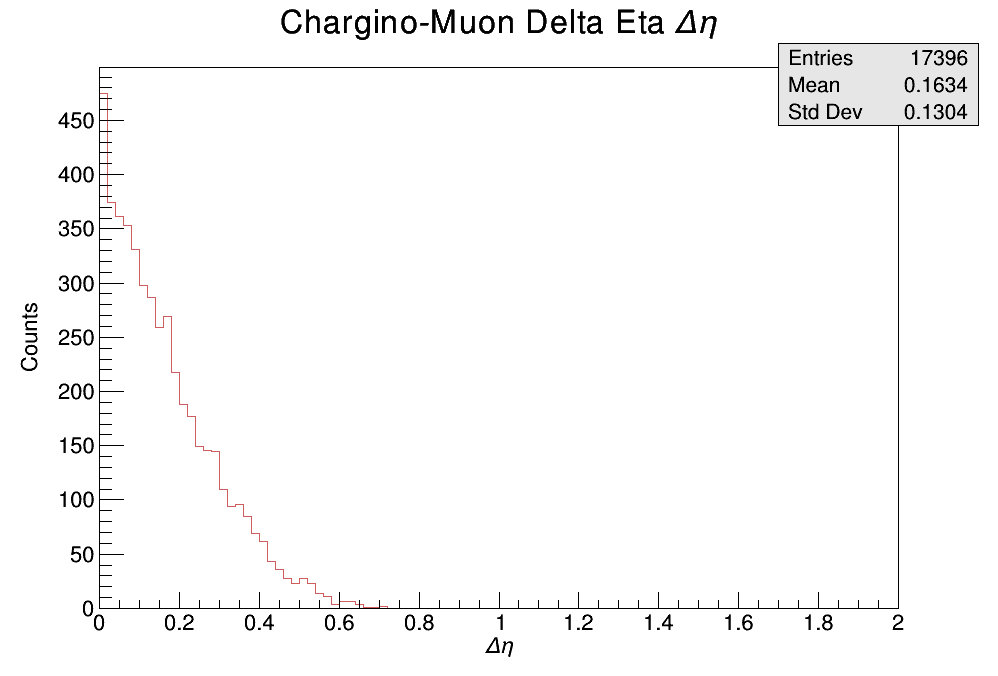 Chargino-Muon Delta Eta Δη
Entries 17396
Mean 0.1634
Std Dev 0.1304
450
400
350
300
250
200
150
100
50
0
Counts
0 0.2 0.4 0.6 0.8 1 1.2 1.4 1.6 1.8 2
Δη